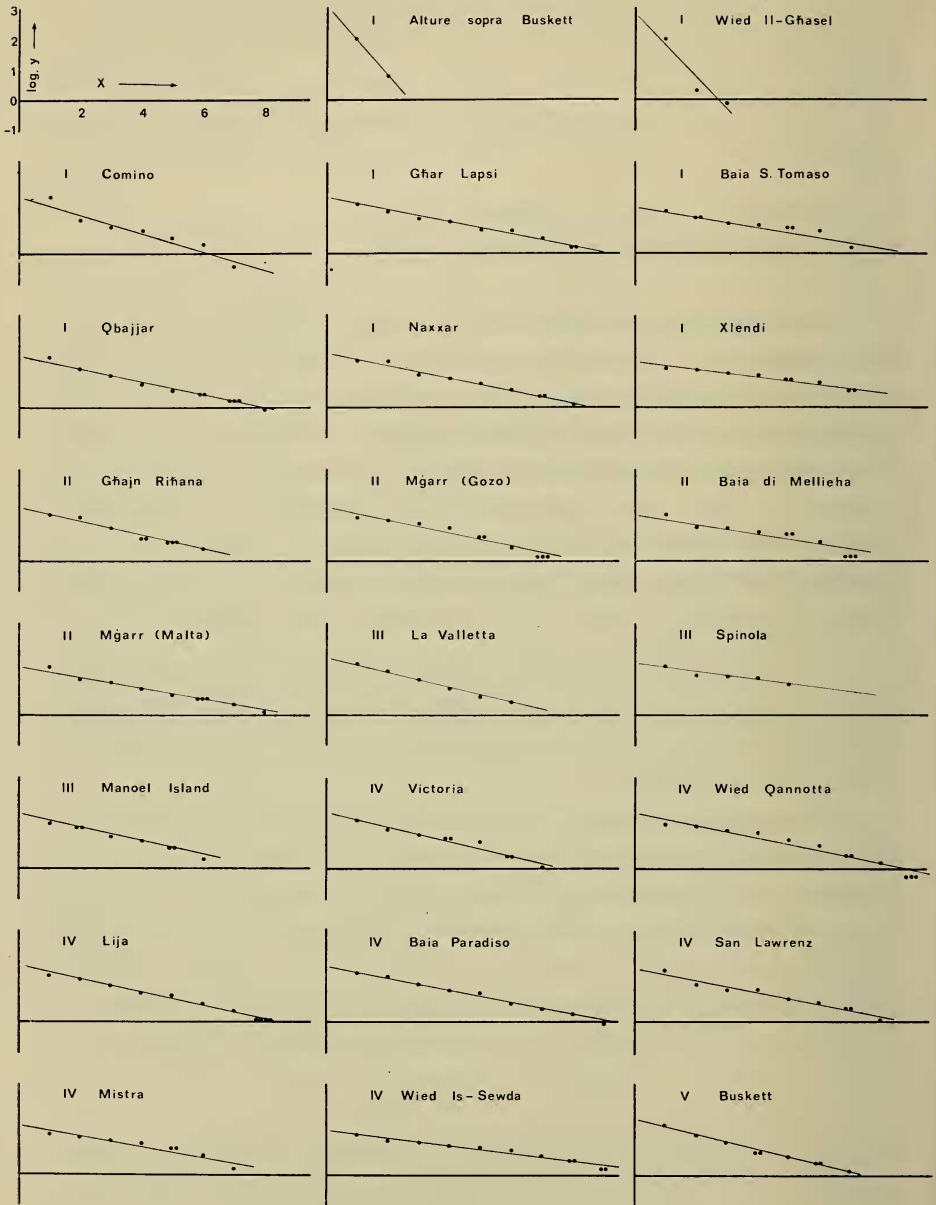 3
2
1
0
-1
log. y
X
2 4 6 8
I Alture sopra Buskett
I Wied Il-Għasel
I Comino
I Għar Lapsi
I Baia S. Tomaso
I Qbajjar
I Naxxar
I Xlendi
II Għajn Riħana
II Mġarr (Gozo)
II Baia di Mellieha
II Mġarr (Malta)
III La Valletta
III Spinola
III Manoel Island
IV Victoria
IV Wied Qannotta
IV Lija
IV Baia Paradiso
IV San Lawrenz
IV Mistra
IV Wied Is-Sewda
V Buskett